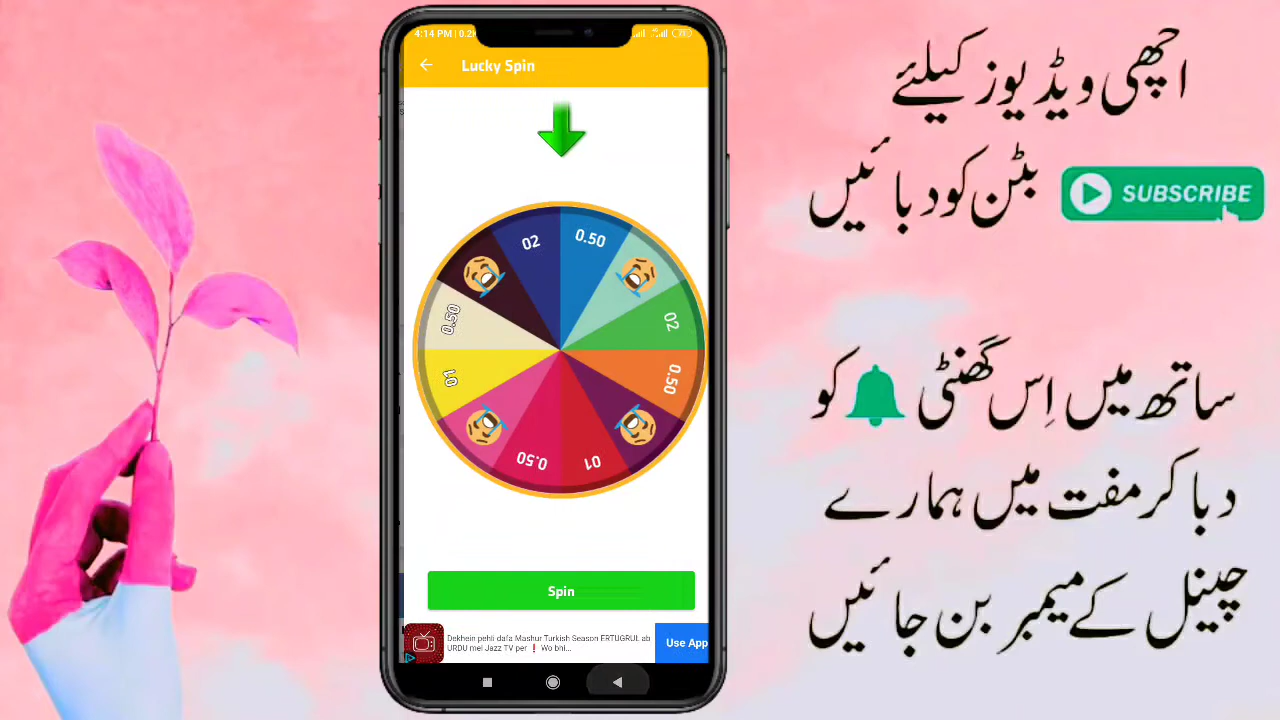 4:14 PM | 0.2
Lucky Spin
02
0.50
02
0.50
01
0.50
01
0.50
Spin
Dekhein pehli dafa Mashur Turkish Season ERTUGRUL ab
URDU mei Jazz TV per ❗ Wo bhi...
Use App
اچھی ویڈیوز کیلئے
بٹن کو دبائیں
SUBSCRIBE
ساتھ میں اِس گھنٹی کو
دبا کر مفت میں ہمارے
چینل کے میمبر بن جائیں